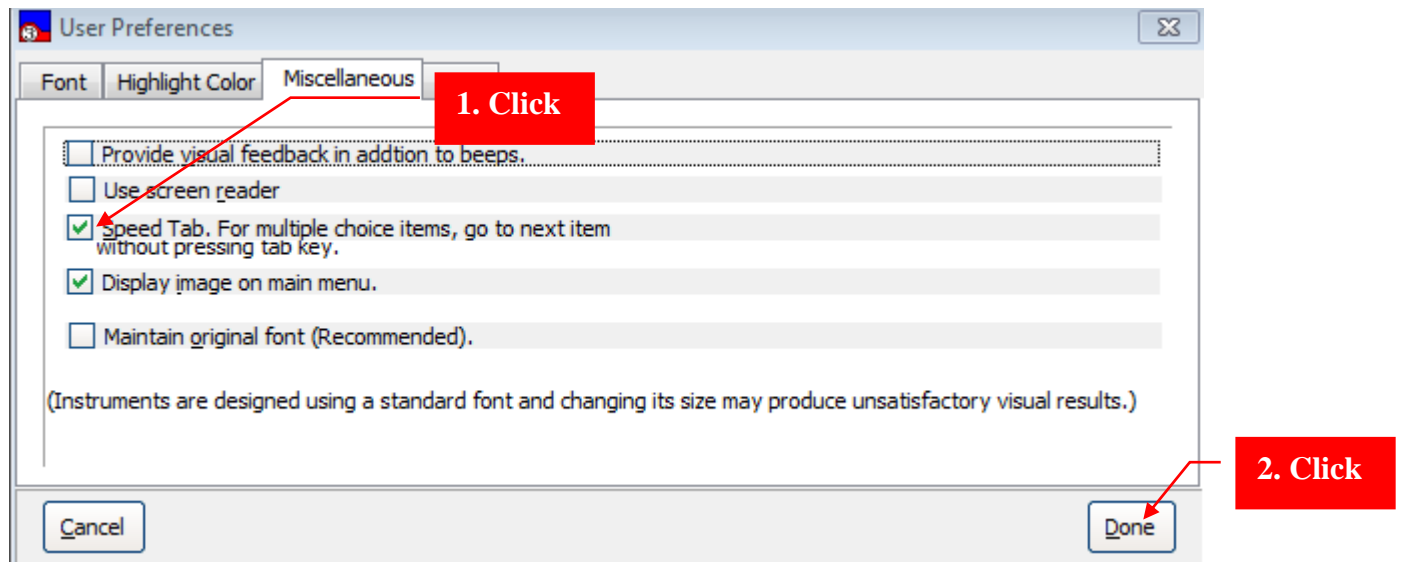 User Preferences
Font Highlight Color Miscellaneous
1. Click
Provide visual feedback in addtion to beeps.
Use screen reader
Speed Tab. For multiple choice items, go to next item
without pressing tab key.
Display image on main menu.
Maintain original font (Recommended).
(Instruments are designed using a standard font and changing its size may produce unsatisfactory visual results.)
2. Click
Cancel Done